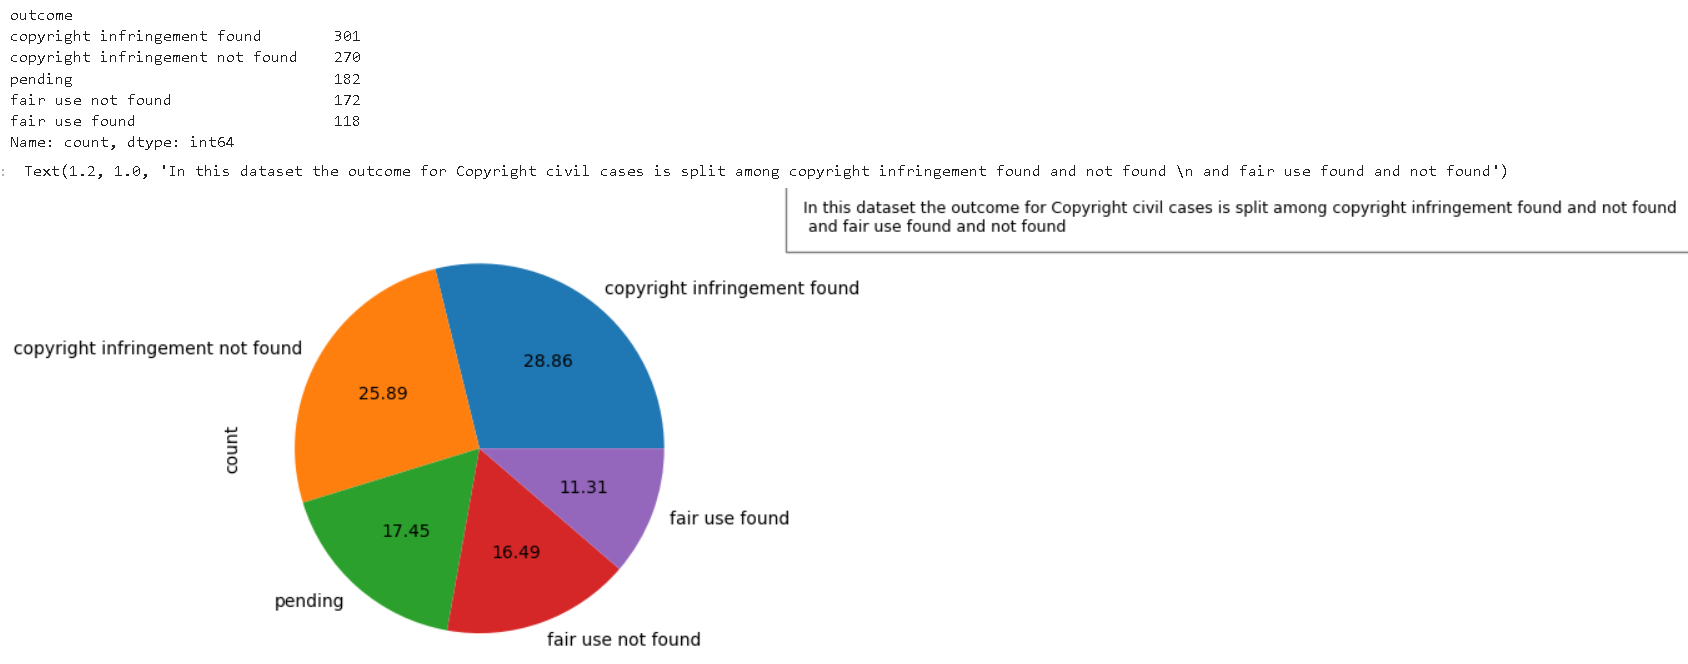 outcome
copyright infringement found 301
copyright infringement not found 270
pending 182
fair use not found 172
fair use found 118
Name: count, dtype: int64
: Text(1.2, 1.0, 'In this dataset the outcome for Copyright civil cases is split among copyright infringement found and not found \n and fair use found and not found')
In this dataset the outcome for Copyright civil cases is split among copyright infringement found and not found
and fair use found and not found
copyright infringement found
copyright infringement not found
28.86
25.89
count
11.31
fair use found
17.45
16.49
pending
fair use not found